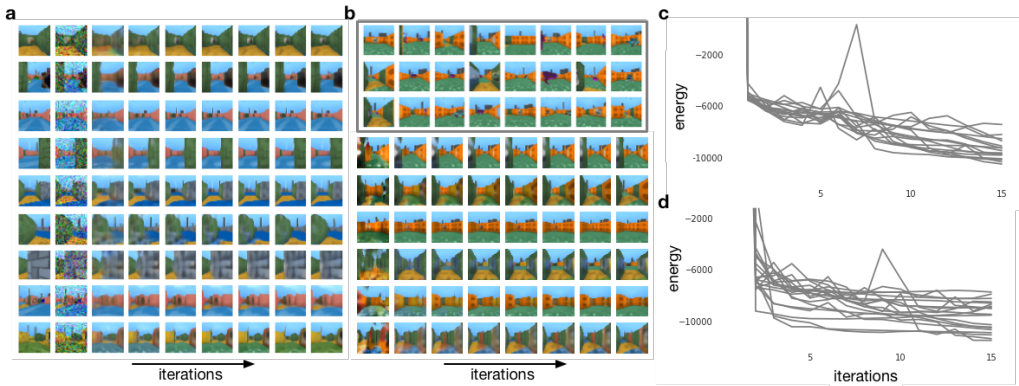 a
b
c
d
iterations
iterations
energy
-2000
-6000
-10000
5
10
15
energy
-2000
-6000
-10000
5
10
15
iterations